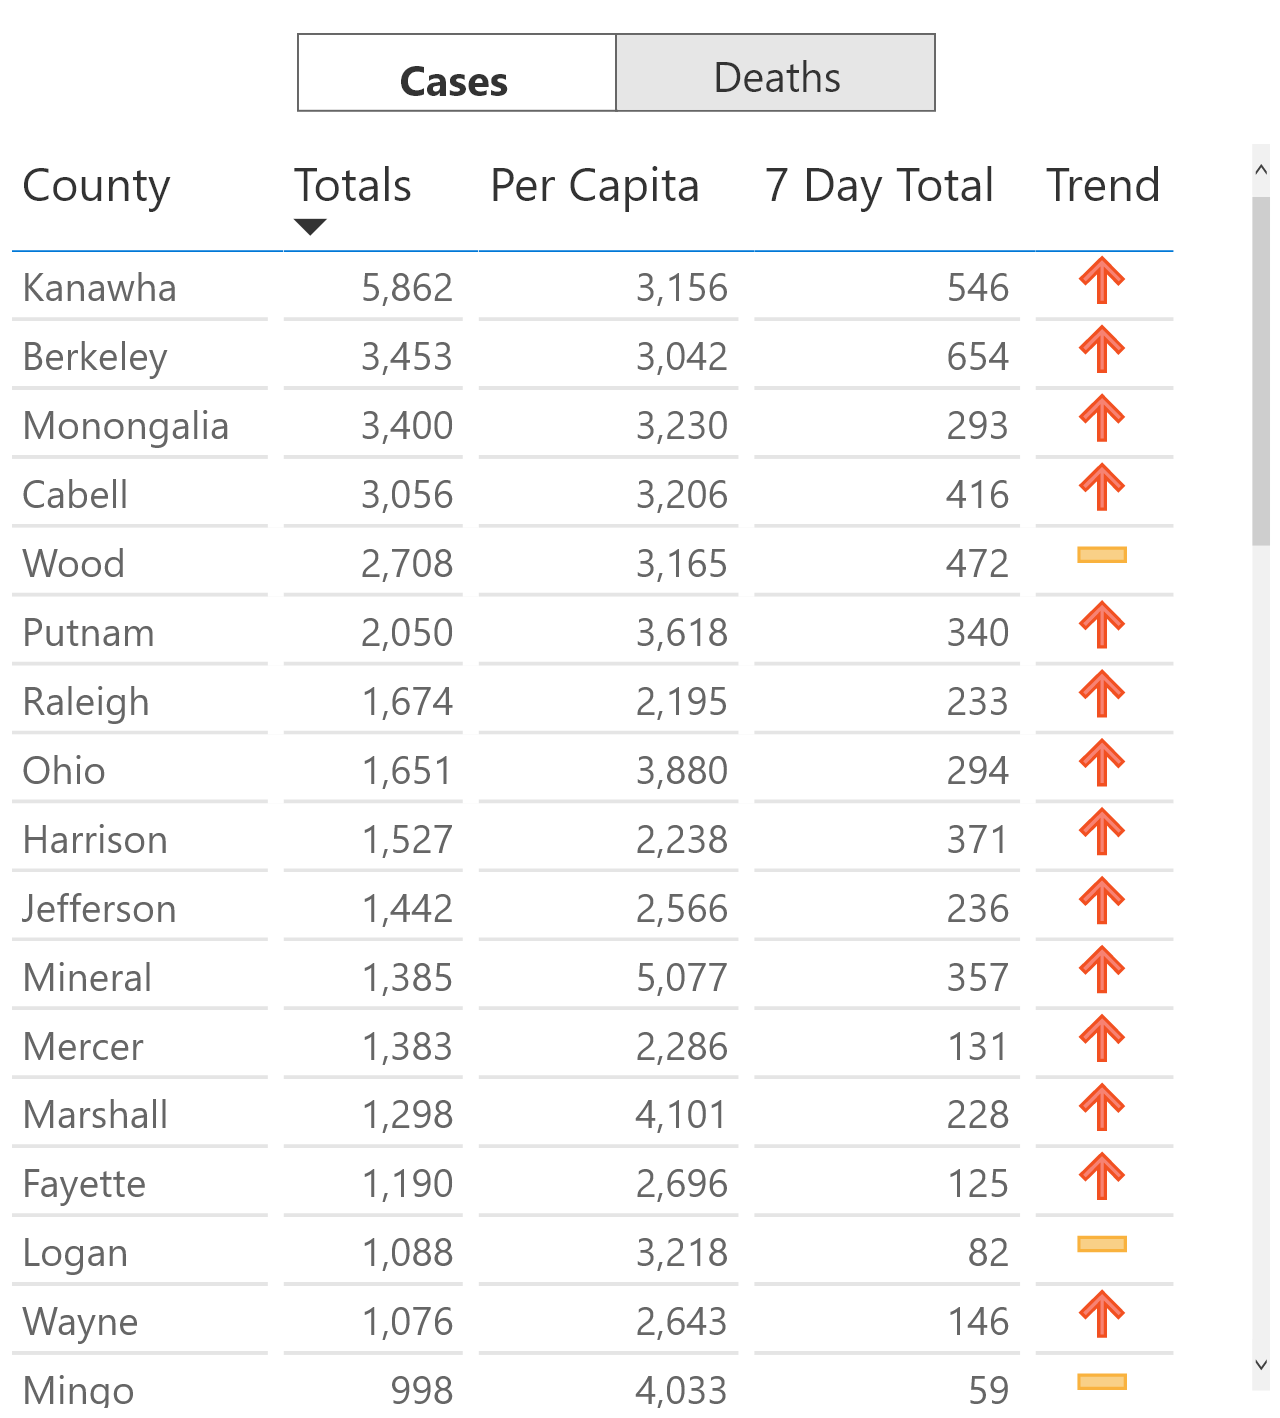 Cases Deaths
County Totals Per Capita 7 Day Total Trend
Kanawha 5,862 3,156 546
Berkeley 3,453 3,042 654
Monongalia 3,400 3,230 293
Cabell 3,056 3,206 416
Wood 2,708 3,165 472
Putnam 2,050 3,618 340
Raleigh 1,674 2,195 233
Ohio 1,651 3,880 294
Harrison 1,527 2,238 371
Jefferson 1,442 2,566 236
Mineral 1,385 5,077 357
Mercer 1,383 2,286 131
Marshall 1,298 4,101 228
Fayette 1,190 2,696 125
Logan 1,088 3,218 82
Wayne 1,076 2,643 146
Mingo 998 4,033 59